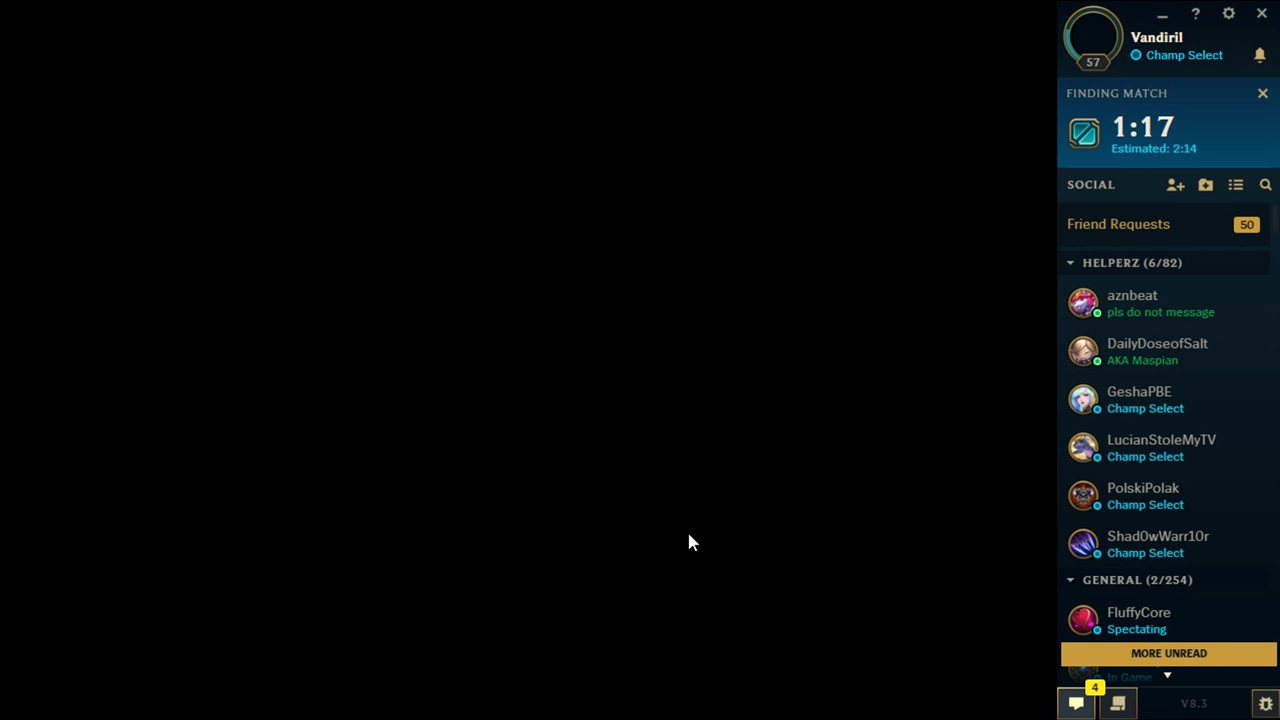 ?
Vandiril
Champ Select
57
FINDING MATCH
1:17
Estimated: 2:14
SOCIAL
Friend Requests
50
HELPERZ (6/82)
aznbeat
pls do not message
DailyDoseofSalt
AKA Maspian
GeshaPBE
Champ Select
LucianStoleMyTV
Champ Select
PolskiPolak
Champ Select
Shad0wWarr10r
Champ Select
GENERAL (2/254)
FluffyCore
Spectating
MORE UNREAD
In Game
4
V8.3